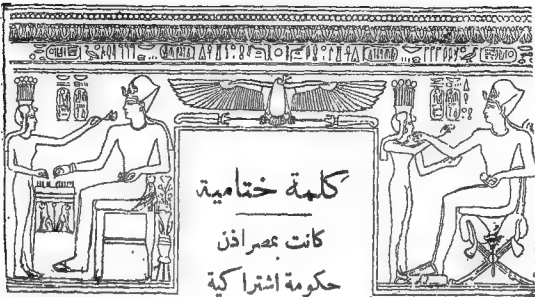 كلمة ختامية
كانت بمصر اذن
حكومة اشتراكية